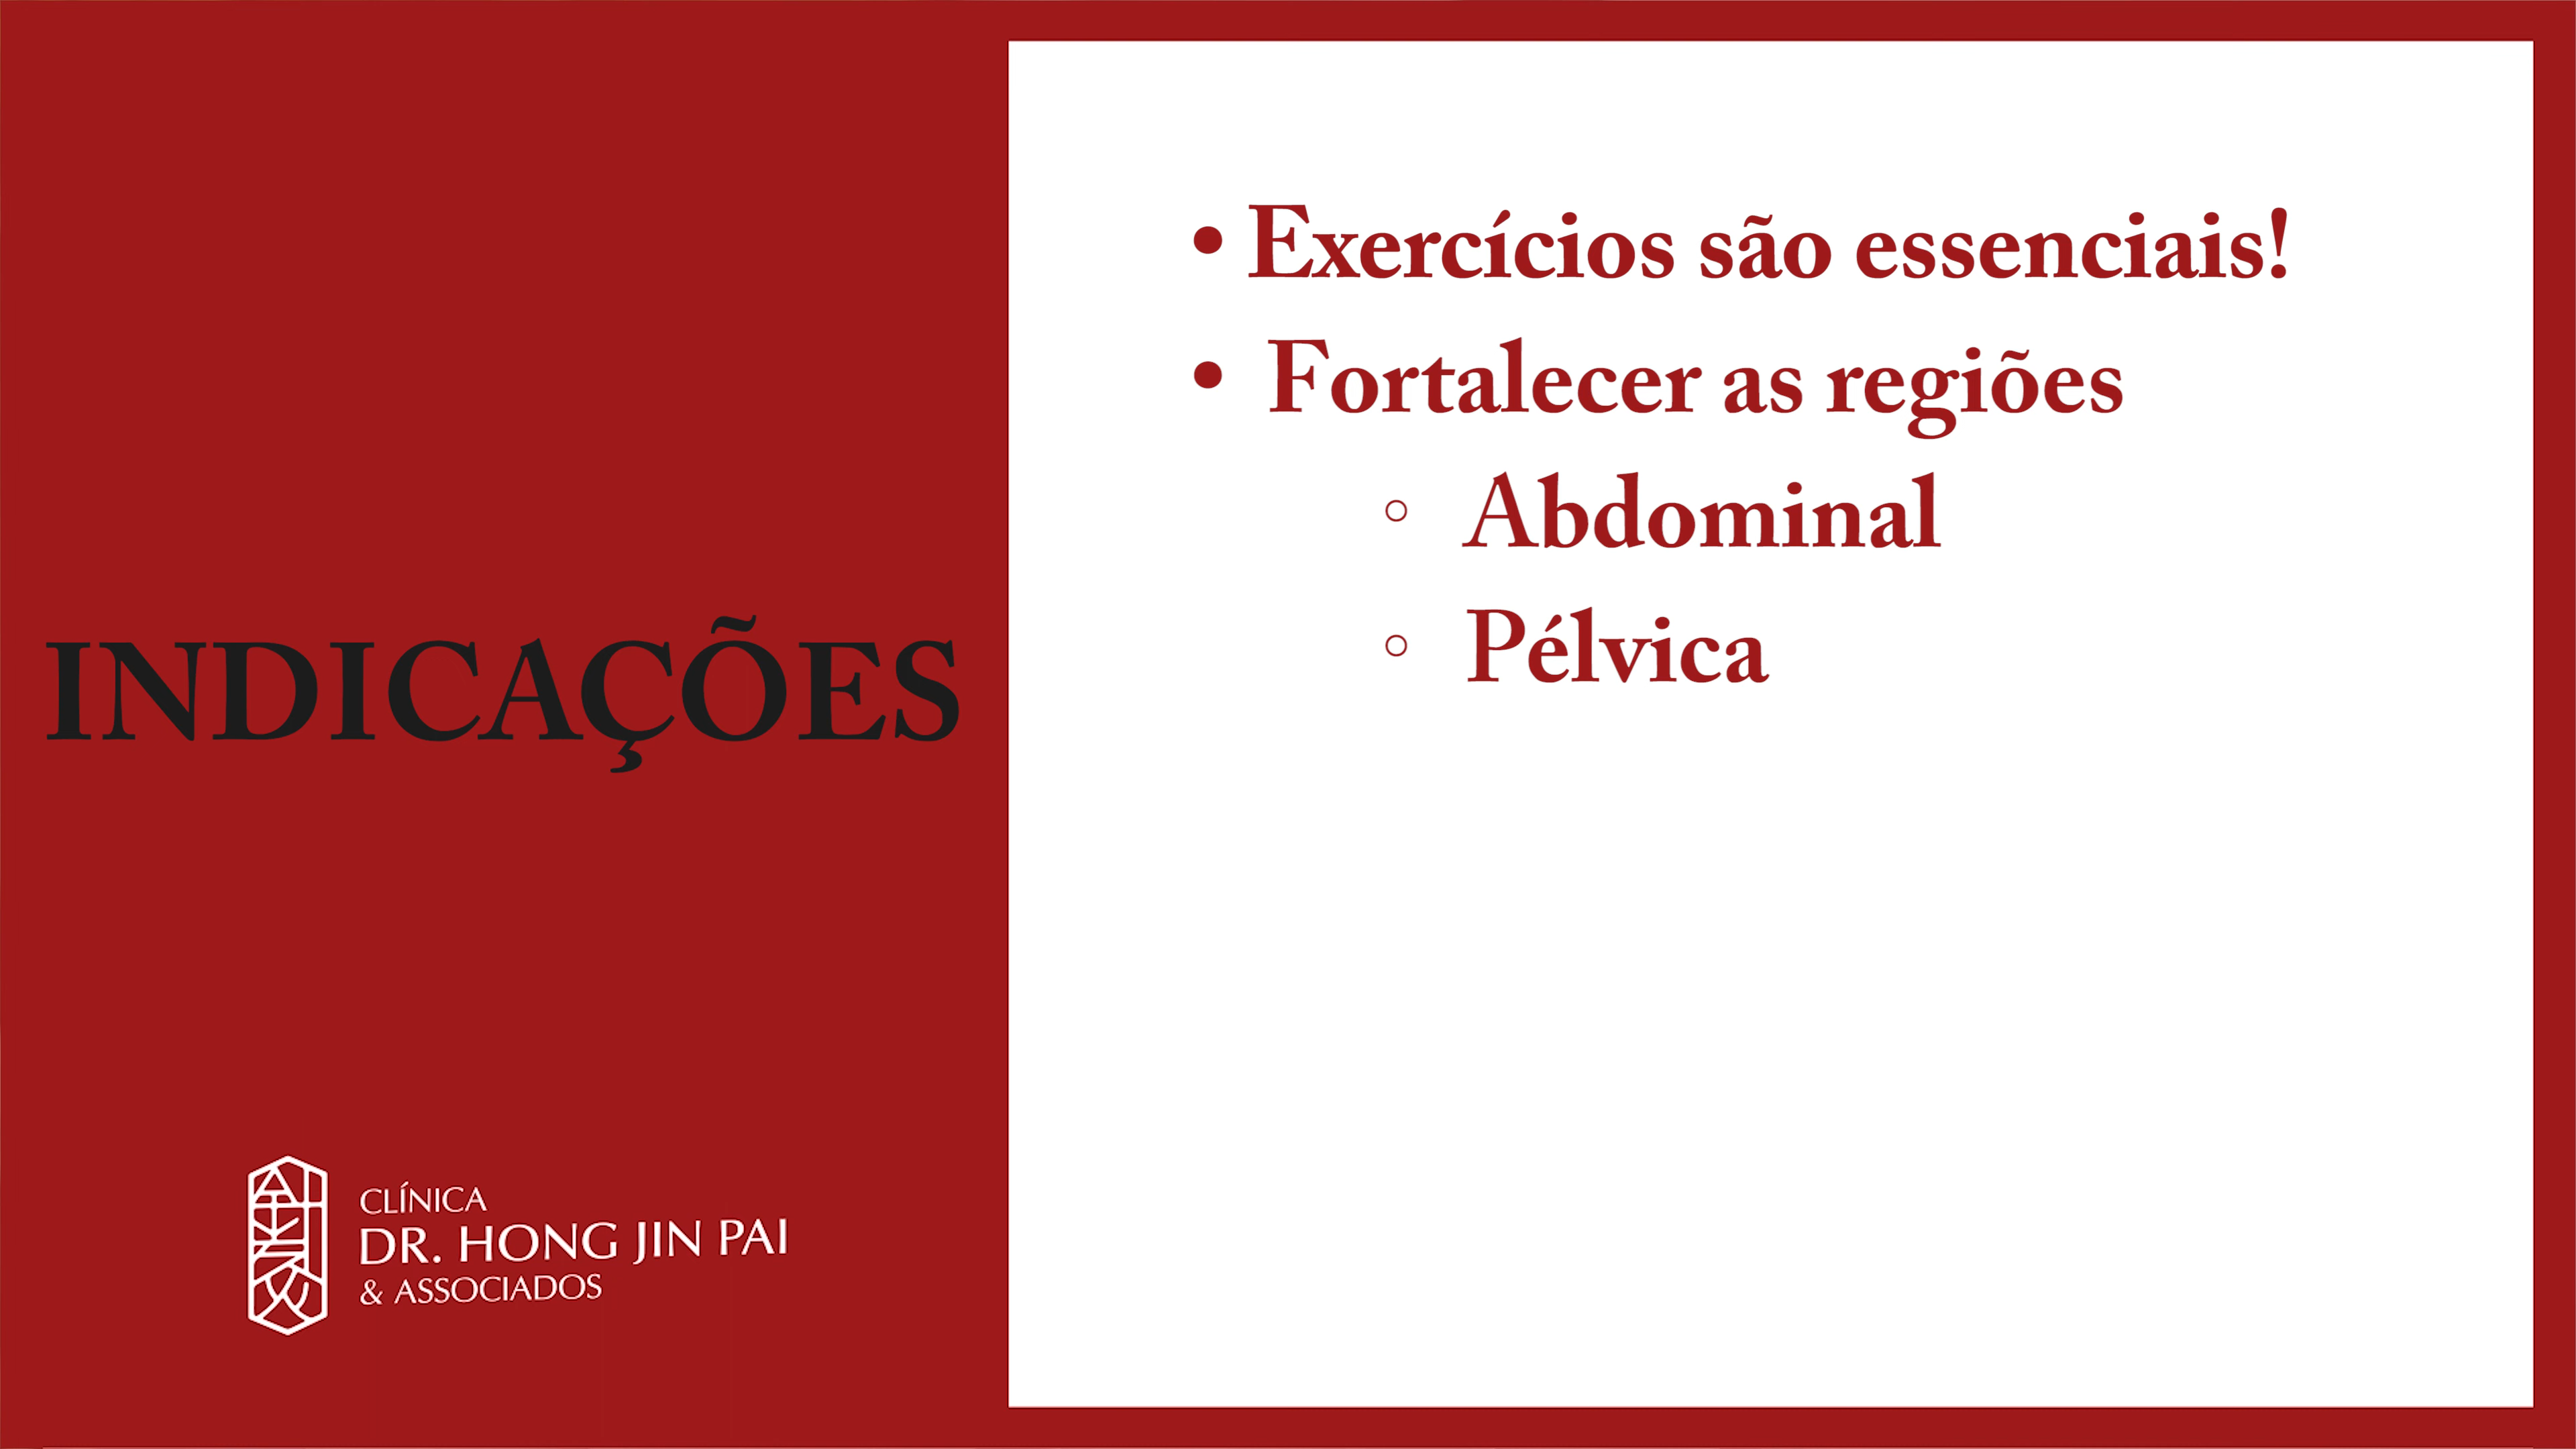 INDICAÇÕES
• Exercícios são essenciais!
• Fortalecer as regiões
◦ Abdominal
◦ Pélvica
CLÍNICA
DR. HONG JIN PAI
& ASSOCIADOS